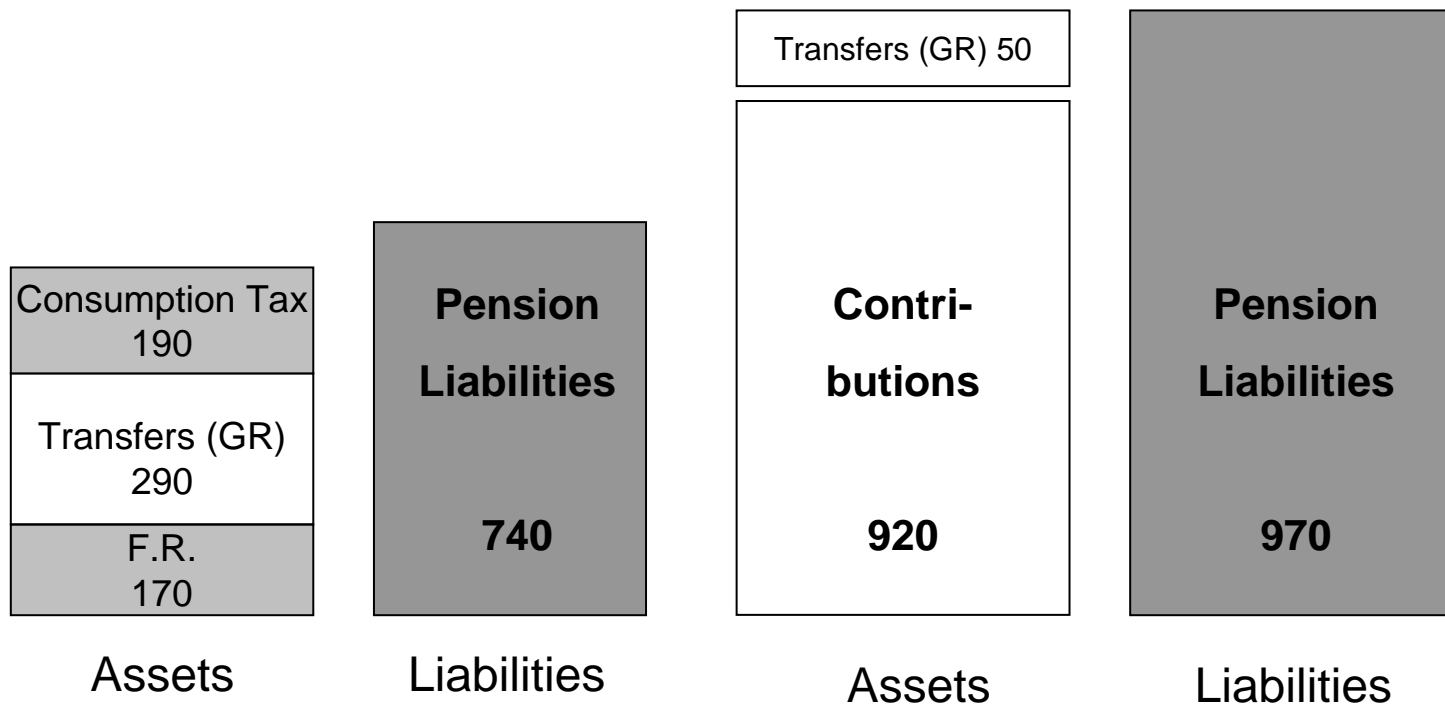 Transfers (GR) 50
Consumption Tax
190
Transfers (GR)
290
F.R.
170
Pension
Liabilities
740
Contri-
butions
920
Pension
Liabilities
970
Assets
Liabilities
Assets
Liabilities